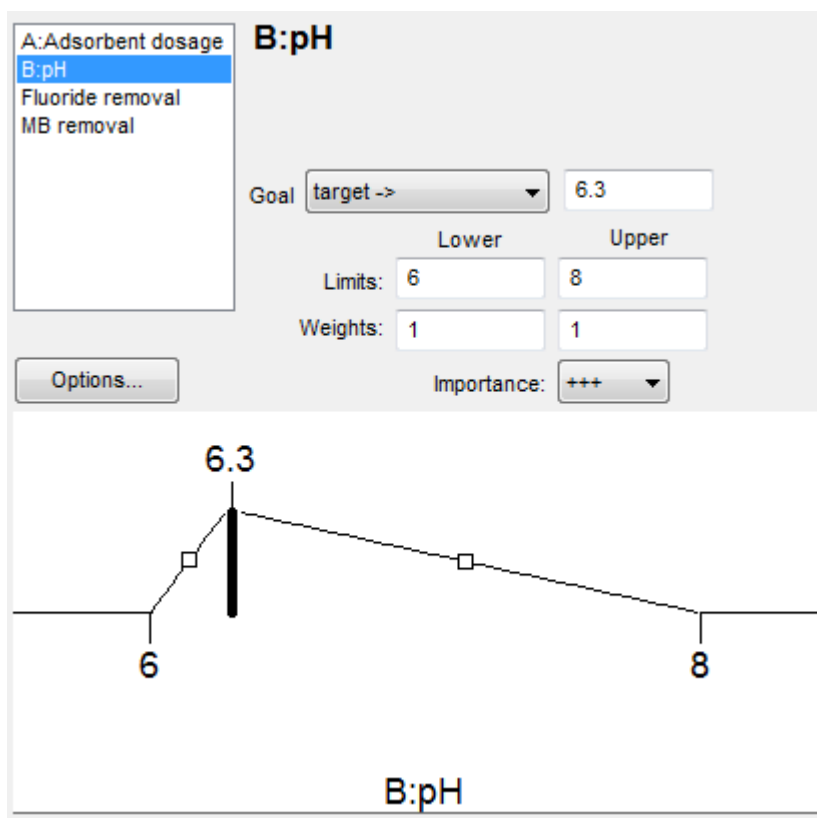 A:Adsorbent dosage
B:pH
Fluoride removal
MB removal
B:pH
Goal target -> 6.3
Lower Upper
Limits: 6 8
Weights: 1 1
Options...
Importance: +++
6.3
6 8
B:pH